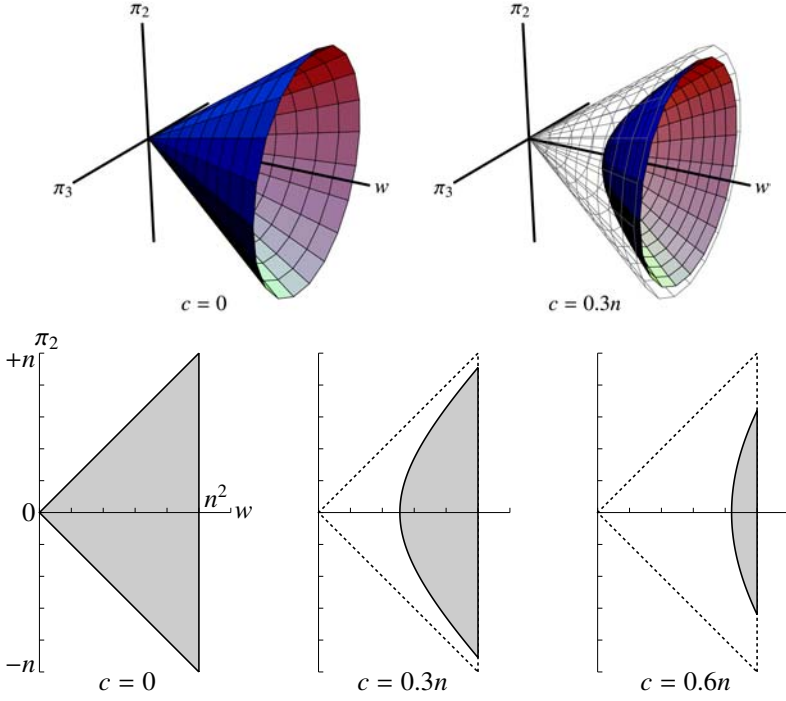 π₂ π₂
π₃ w π₃ w
c = 0 c = 0.3n
π₂
+n
0 n² w
−n
c = 0 c = 0.3n c = 0.6n